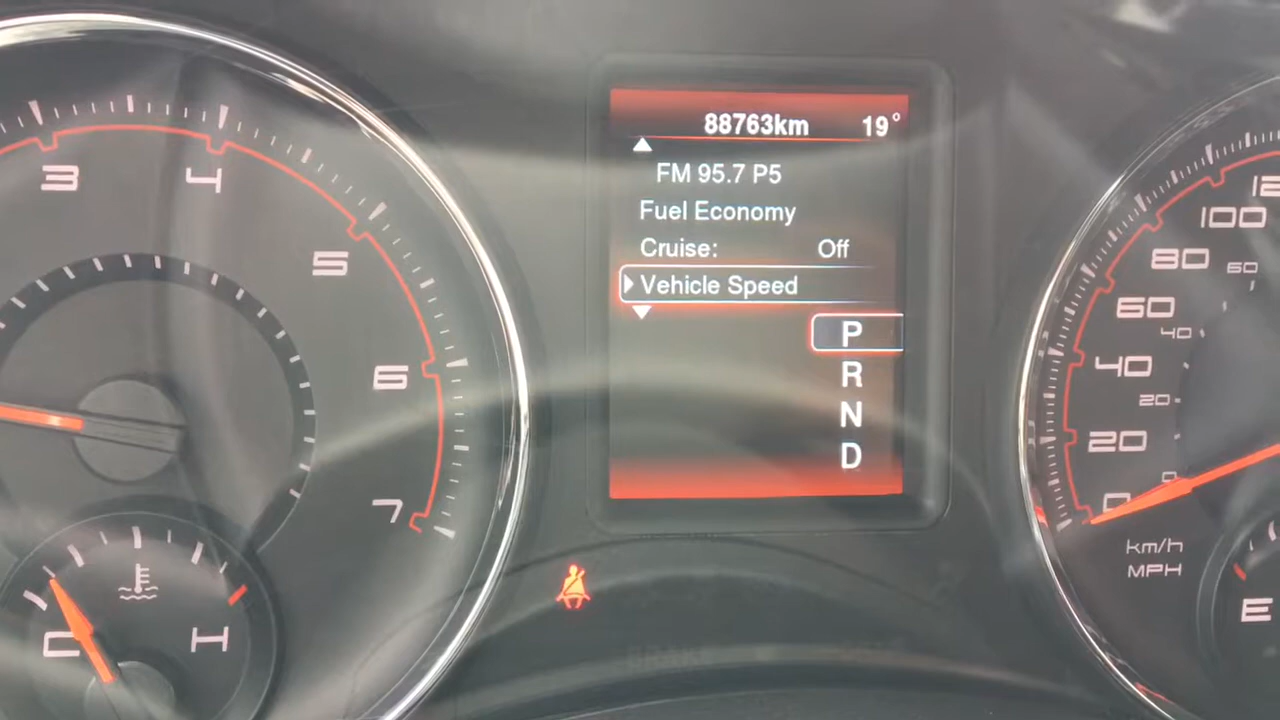 88763km 19°
FM 95.7 P5
Fuel Economy
Cruise: Off
Vehicle Speed
P
R
N
D
3
4
5
6
7
C
H
100
80
60
60
40
40
20
20
0
0
km/h
MPH
E